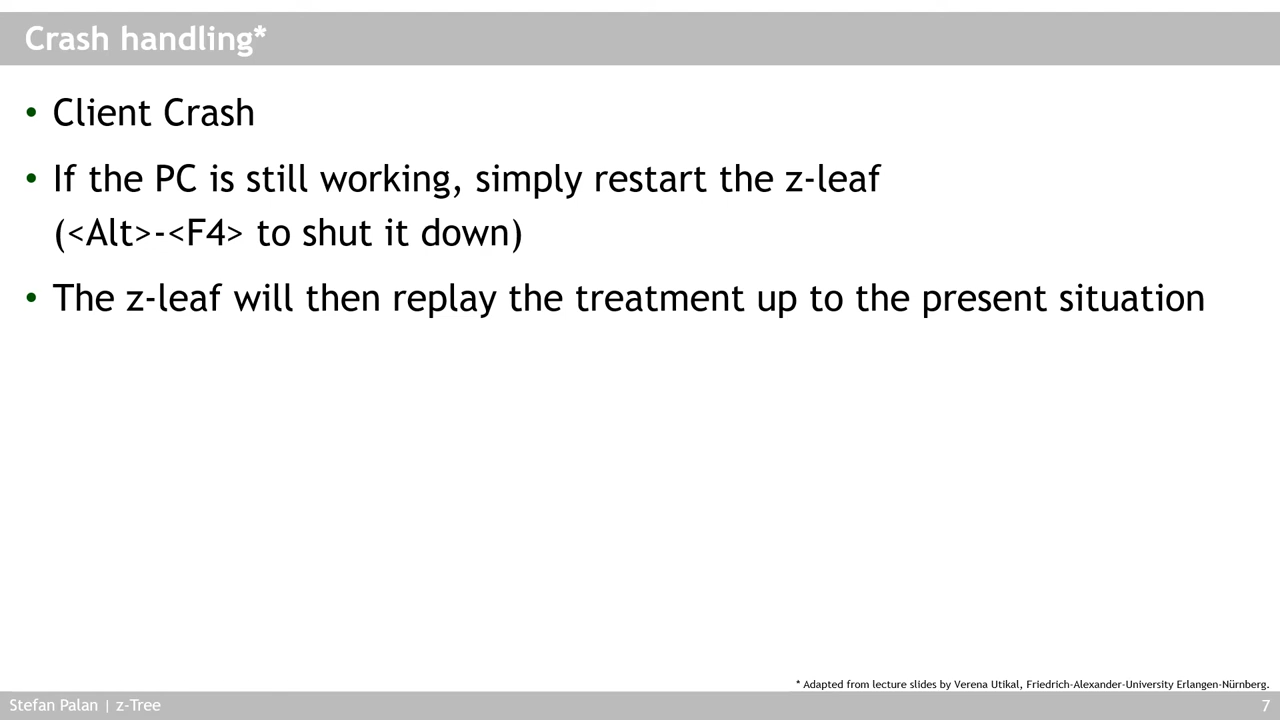 Crash handling*
• Client Crash
• If the PC is still working, simply restart the z-leaf
(<Alt>-<F4> to shut it down)
• The z-leaf will then replay the treatment up to the present situation
* Adapted from lecture slides by Verena Utikal, Friedrich-Alexander-University Erlangen-Nürnberg.
Stefan Palan | z-Tree
7